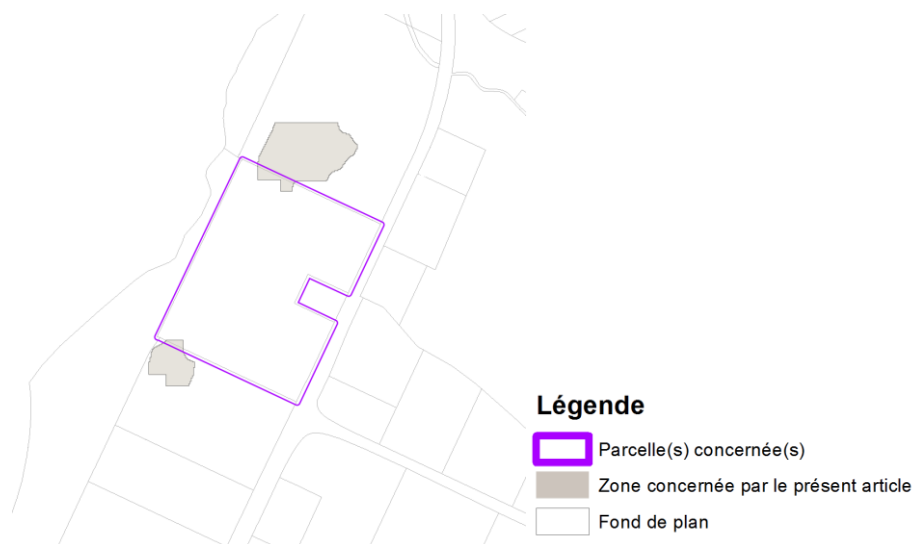 Légende
Parcelle(s) concernée(s)
Zone concernée par le présent article
Fond de plan